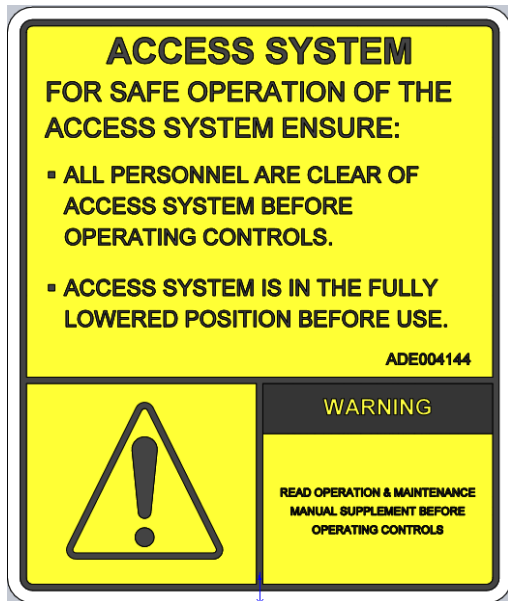 ACCESS SYSTEM
FOR SAFE OPERATION OF THE
ACCESS SYSTEM ENSURE:
▪ ALL PERSONNEL ARE CLEAR OF
ACCESS SYSTEM BEFORE
OPERATING CONTROLS.
▪ ACCESS SYSTEM IS IN THE FULLY
LOWERED POSITION BEFORE USE.
ADE004144
WARNING
READ OPERATION & MAINTENANCE
MANUAL SUPPLEMENT BEFORE
OPERATING CONTROLS